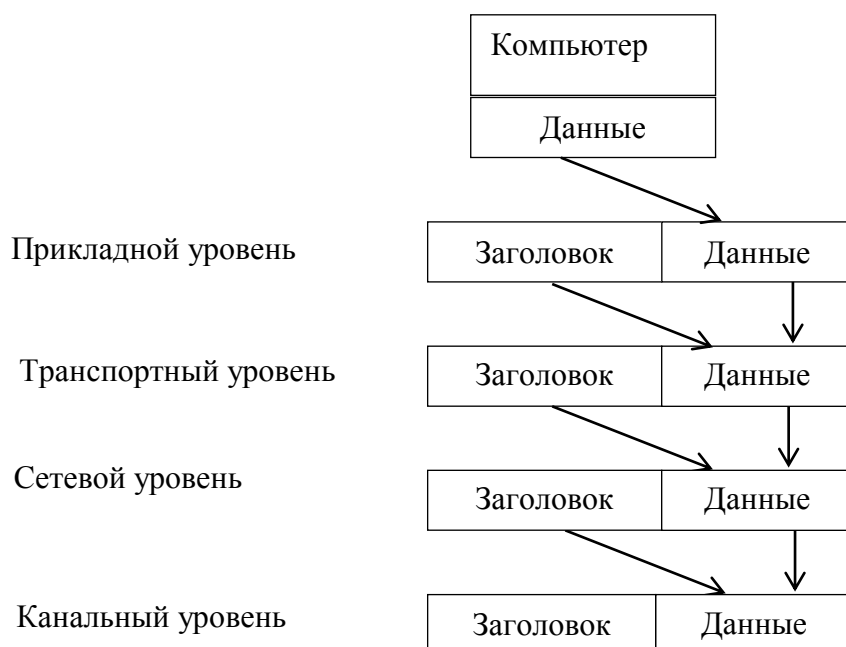 Компьютер
Данные
Прикладной уровень
Заголовок
Данные
Транспортный уровень
Заголовок
Данные
Сетевой уровень
Заголовок
Данные
Канальный уровень
Заголовок
Данные